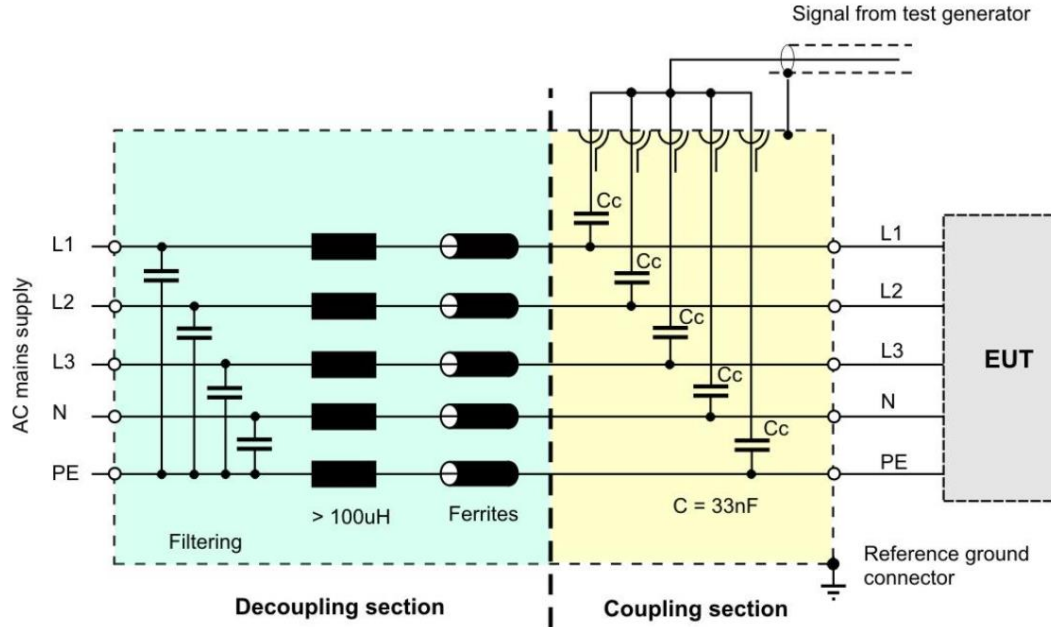 Signal from test generator
Cc
L1
L1
Cc
L2
L2
Cc
L3
L3
Cc
N
N
Cc
PE
PE
AC mains supply
EUT
> 100uH
Ferrites
C = 33nF
Filtering
Reference ground
connector
Decoupling section
Coupling section